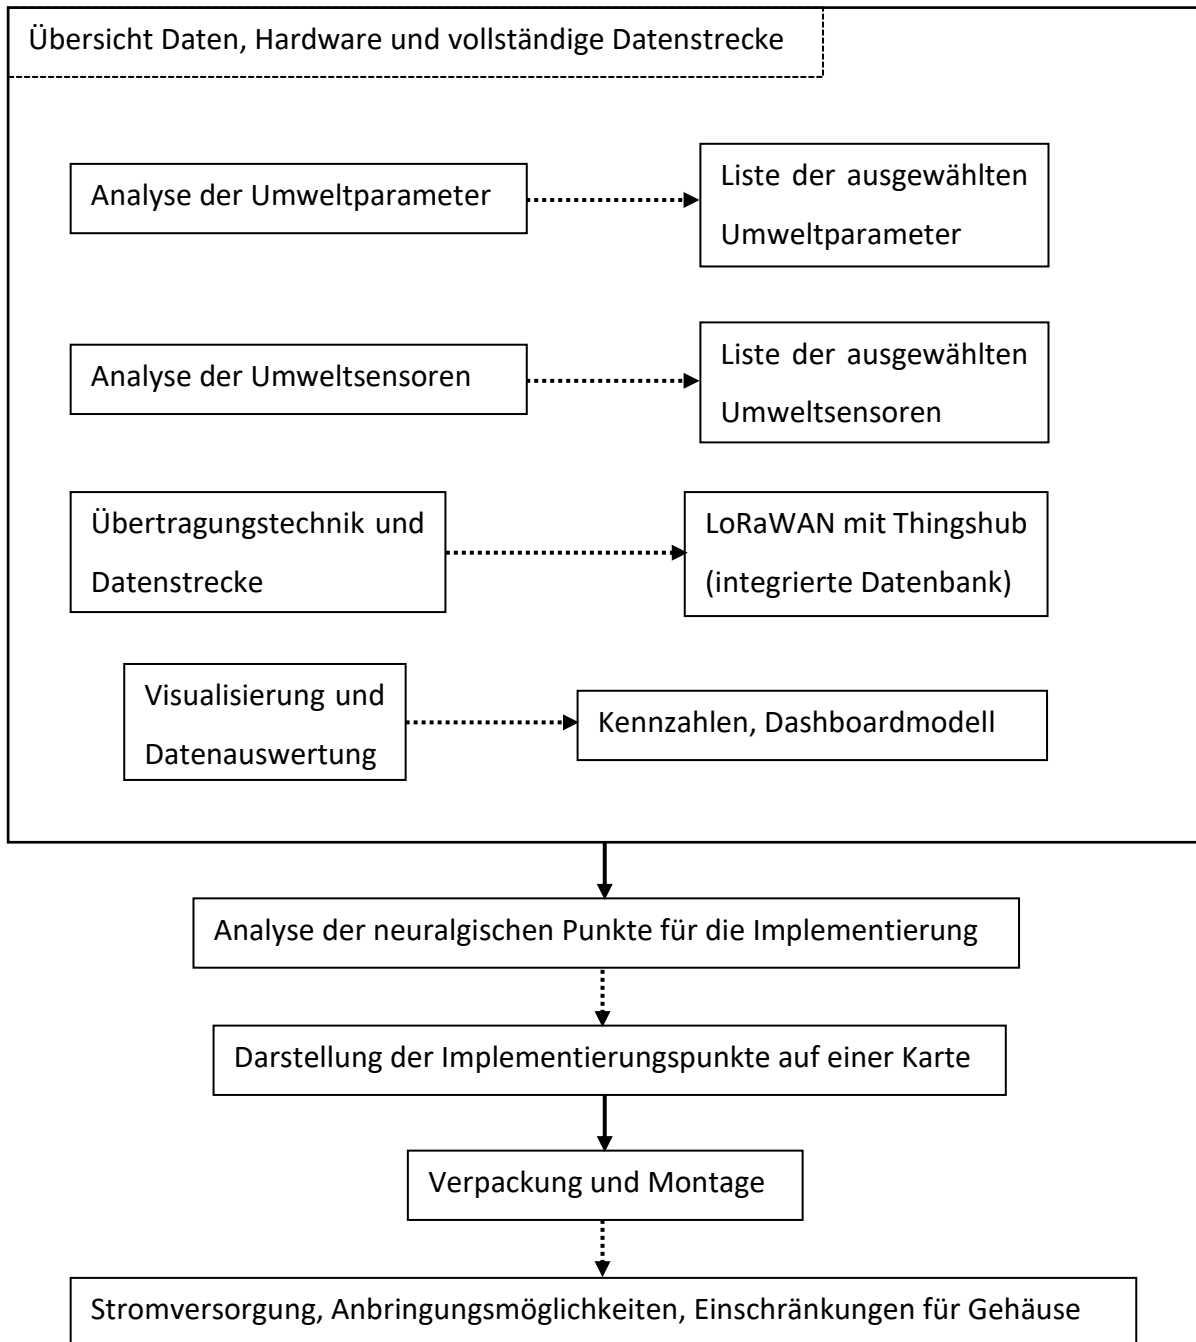 Übersicht Daten, Hardware und vollständige Datenstrecke
Analyse der Umweltparameter
Liste der ausgewählten
Umweltparameter
Analyse der Umweltsensoren
Liste der ausgewählten
Umweltsensoren
Übertragungstechnik und
Datenstrecke
LoRaWAN mit Thingshub
(integrierte Datenbank)
Visualisierung und
Datenauswertung
Kennzahlen, Dashboardmodell
Analyse der neuralgischen Punkte für die Implementierung
Darstellung der Implementierungspunkte auf einer Karte
Verpackung und Montage
Stromversorgung, Anbringungsmöglichkeiten, Einschränkungen für Gehäuse